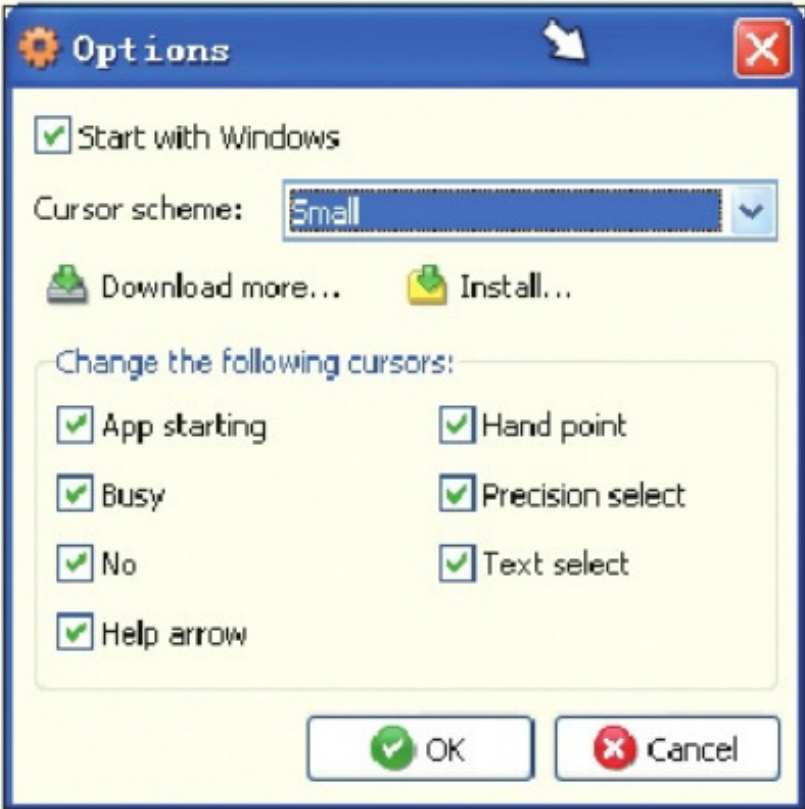 Options
Start with Windows
Cursor scheme: Small
Download more... Install...
Change the following cursors:
App starting Hand point
Busy Precision select
No Text select
Help arrow
OK Cancel